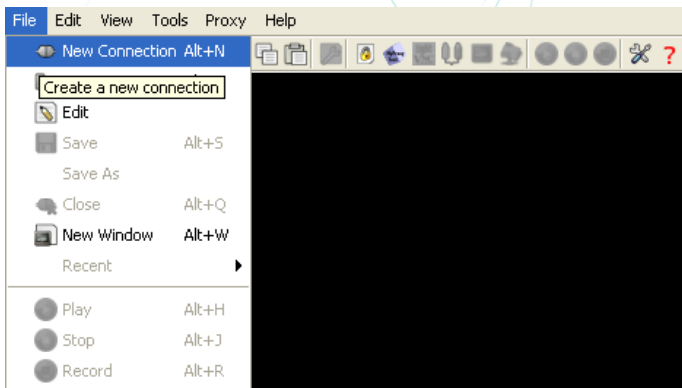 File Edit View Tools Proxy Help
New Connection Alt+N
Create a new connection
Edit
Save Alt+S
Save As
Close Alt+Q
New Window Alt+W
Recent
Play Alt+H
Stop Alt+J
Record Alt+R
?